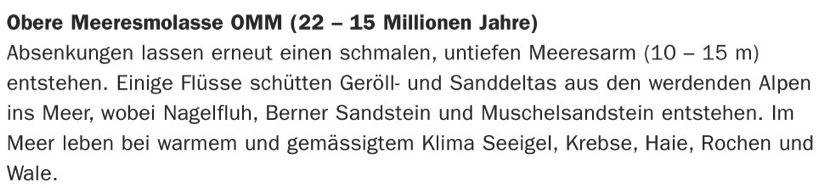 Obere Meeresmolasse OMM (22 – 15 Millionen Jahre)
Absenkungen lassen erneut einen schmalen, untiefen Meeresarm (10 – 15 m)
entstehen. Einige Flüsse schütten Geröll- und Sanddeltas aus den werdenden Alpen
ins Meer, wobei Nagelfluh, Berner Sandstein und Muschelsandstein entstehen. Im
Meer leben bei warmem und gemässigtem Klima Seeigel, Krebse, Haie, Rochen und
Wale.